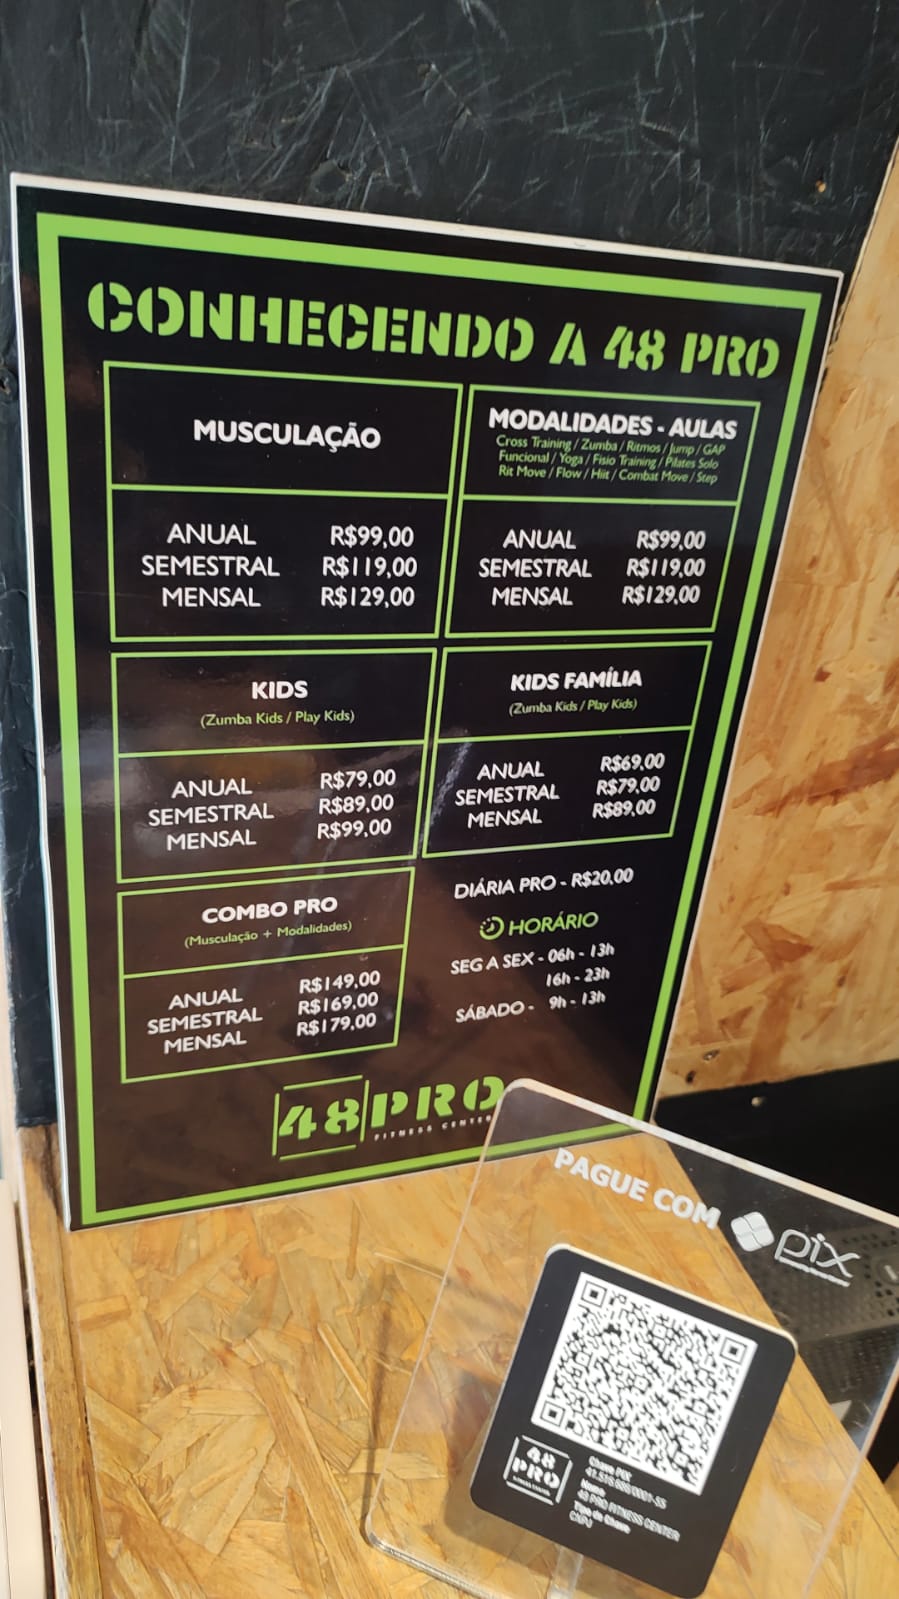 CONHECENDO A 48 PRO
MUSCULAÇÃO
ANUAL R$99,00
SEMESTRAL R$119,00
MENSAL R$129,00
MODALIDADES - AULAS
Cross Training / Zumba / Ritmos / Jump / GAP
Funcional / Yoga / Fisio Training / Pilates Solo
Rit Move / Flow / Hiit / Combat Move / Step
ANUAL R$99,00
SEMESTRAL R$119,00
MENSAL R$129,00
KIDS
(Zumba Kids / Play Kids)
ANUAL R$79,00
SEMESTRAL R$89,00
MENSAL R$99,00
KIDS FAMÍLIA
(Zumba Kids / Play Kids)
ANUAL R$69,00
SEMESTRAL R$79,00
MENSAL R$89,00
COMBO PRO
(Musculação + Modalidades)
ANUAL R$149,00
SEMESTRAL R$169,00
MENSAL R$179,00
DIÁRIA PRO - R$20,00
HORÁRIO
SEG A SEX - 06h - 13h
16h - 23h
SÁBADO - 9h - 13h
48 PRO
FITNESS CENTER
PAGUE COM pix
48
PRO
FITNESS CENTER
Chave PIX
Nome
48 PRO FITNESS CENTER
Tipo de Chave
CNPJ